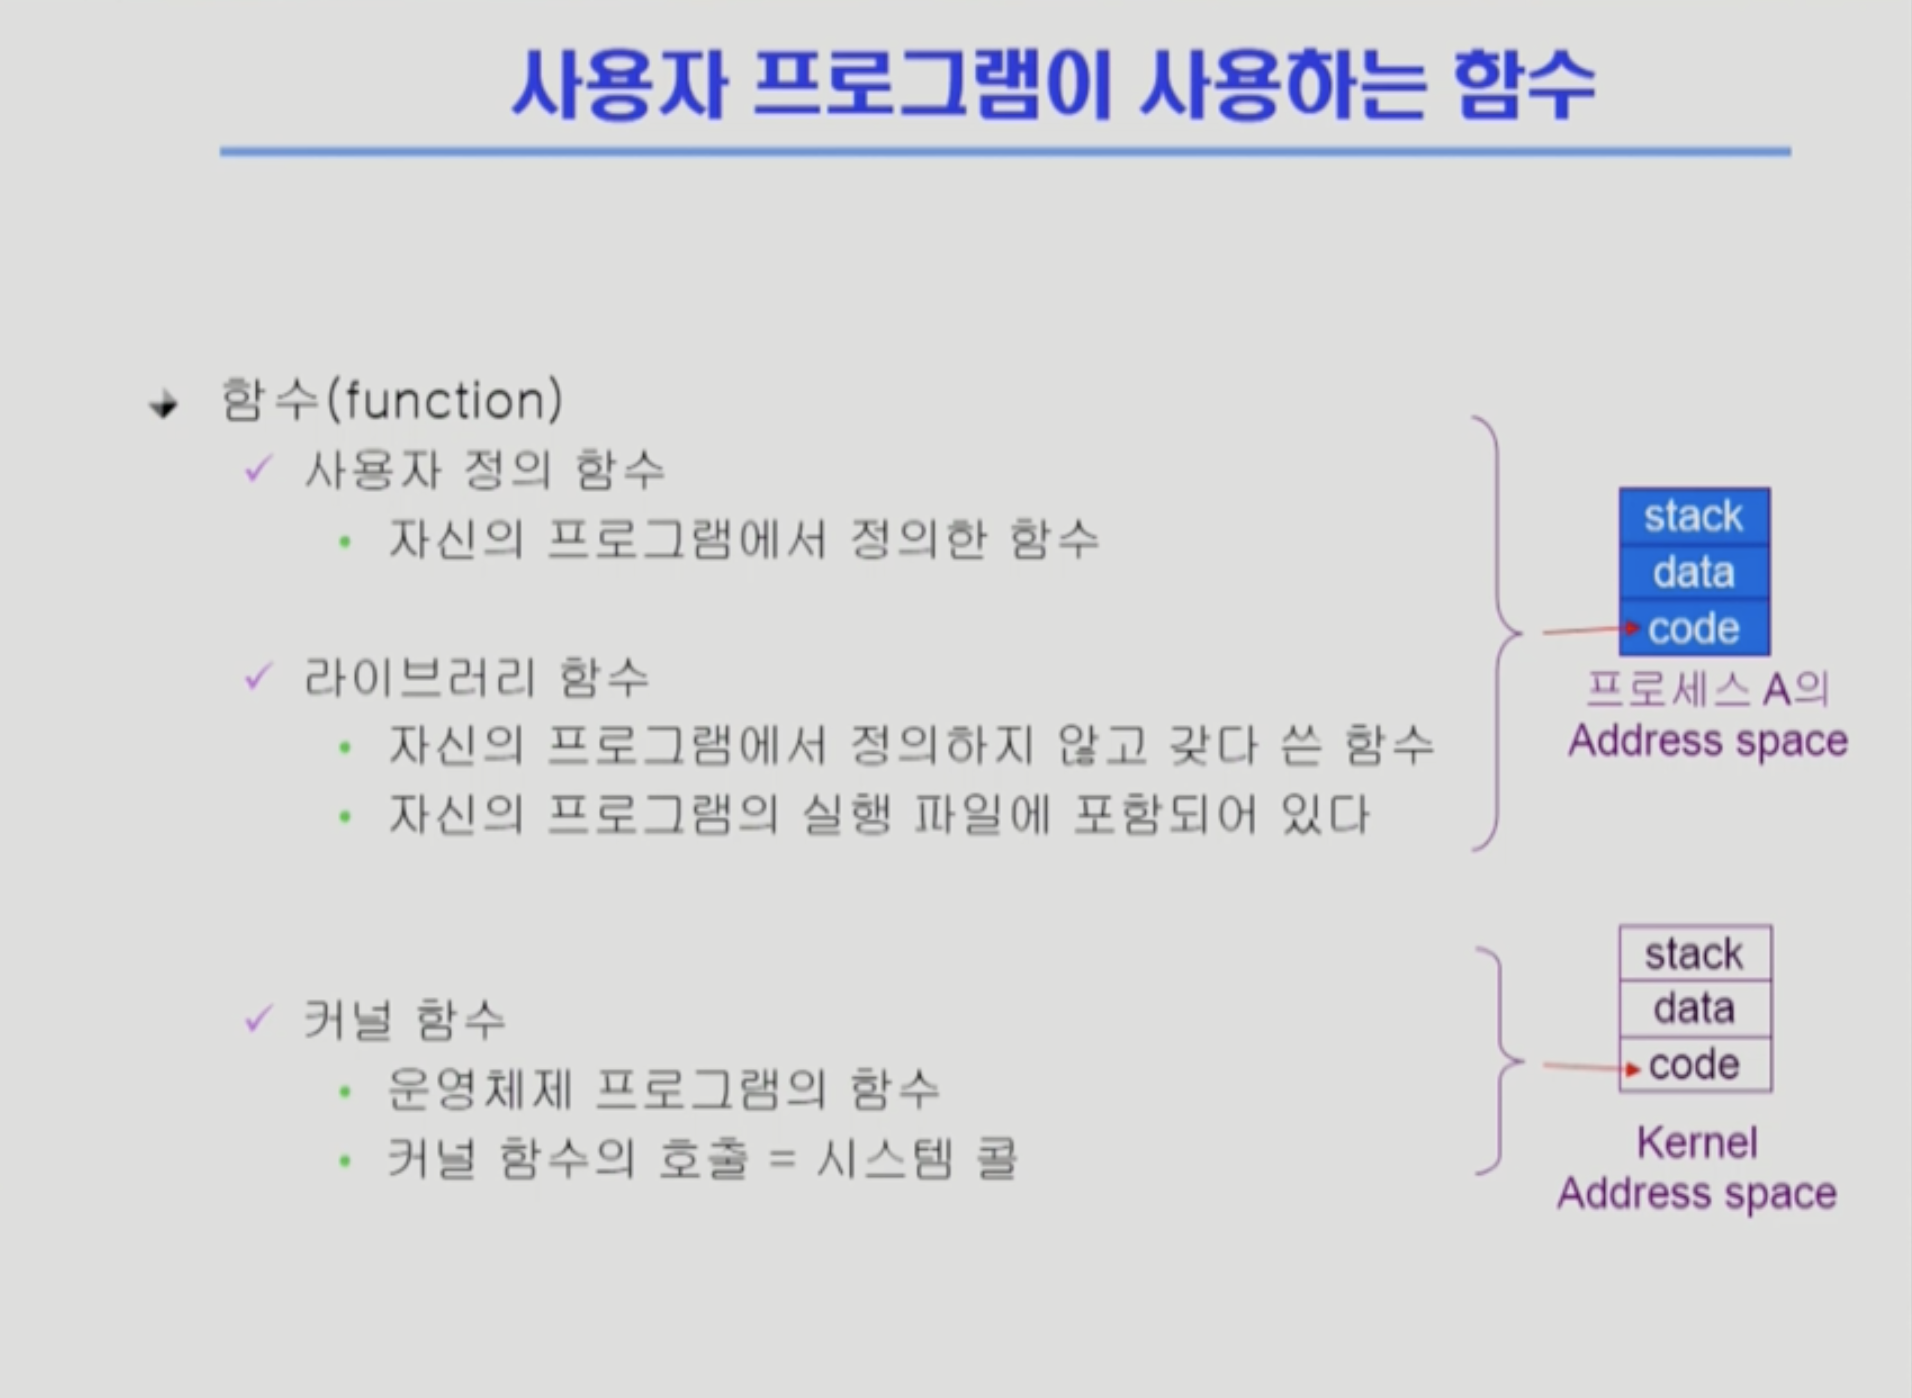 사용자 프로그램이 사용하는 함수
함수(function)
사용자 정의 함수
자신의 프로그램에서 정의한 함수
라이브러리 함수
자신의 프로그램에서 정의하지 않고 갖다 쓴 함수
자신의 프로그램의 실행 파일에 포함되어 있다
stack
data
code
프로세스 A의
Address space
커널 함수
운영체제 프로그램의 함수
커널 함수의 호출 = 시스템 콜
stack
data
code
Kernel
Address space